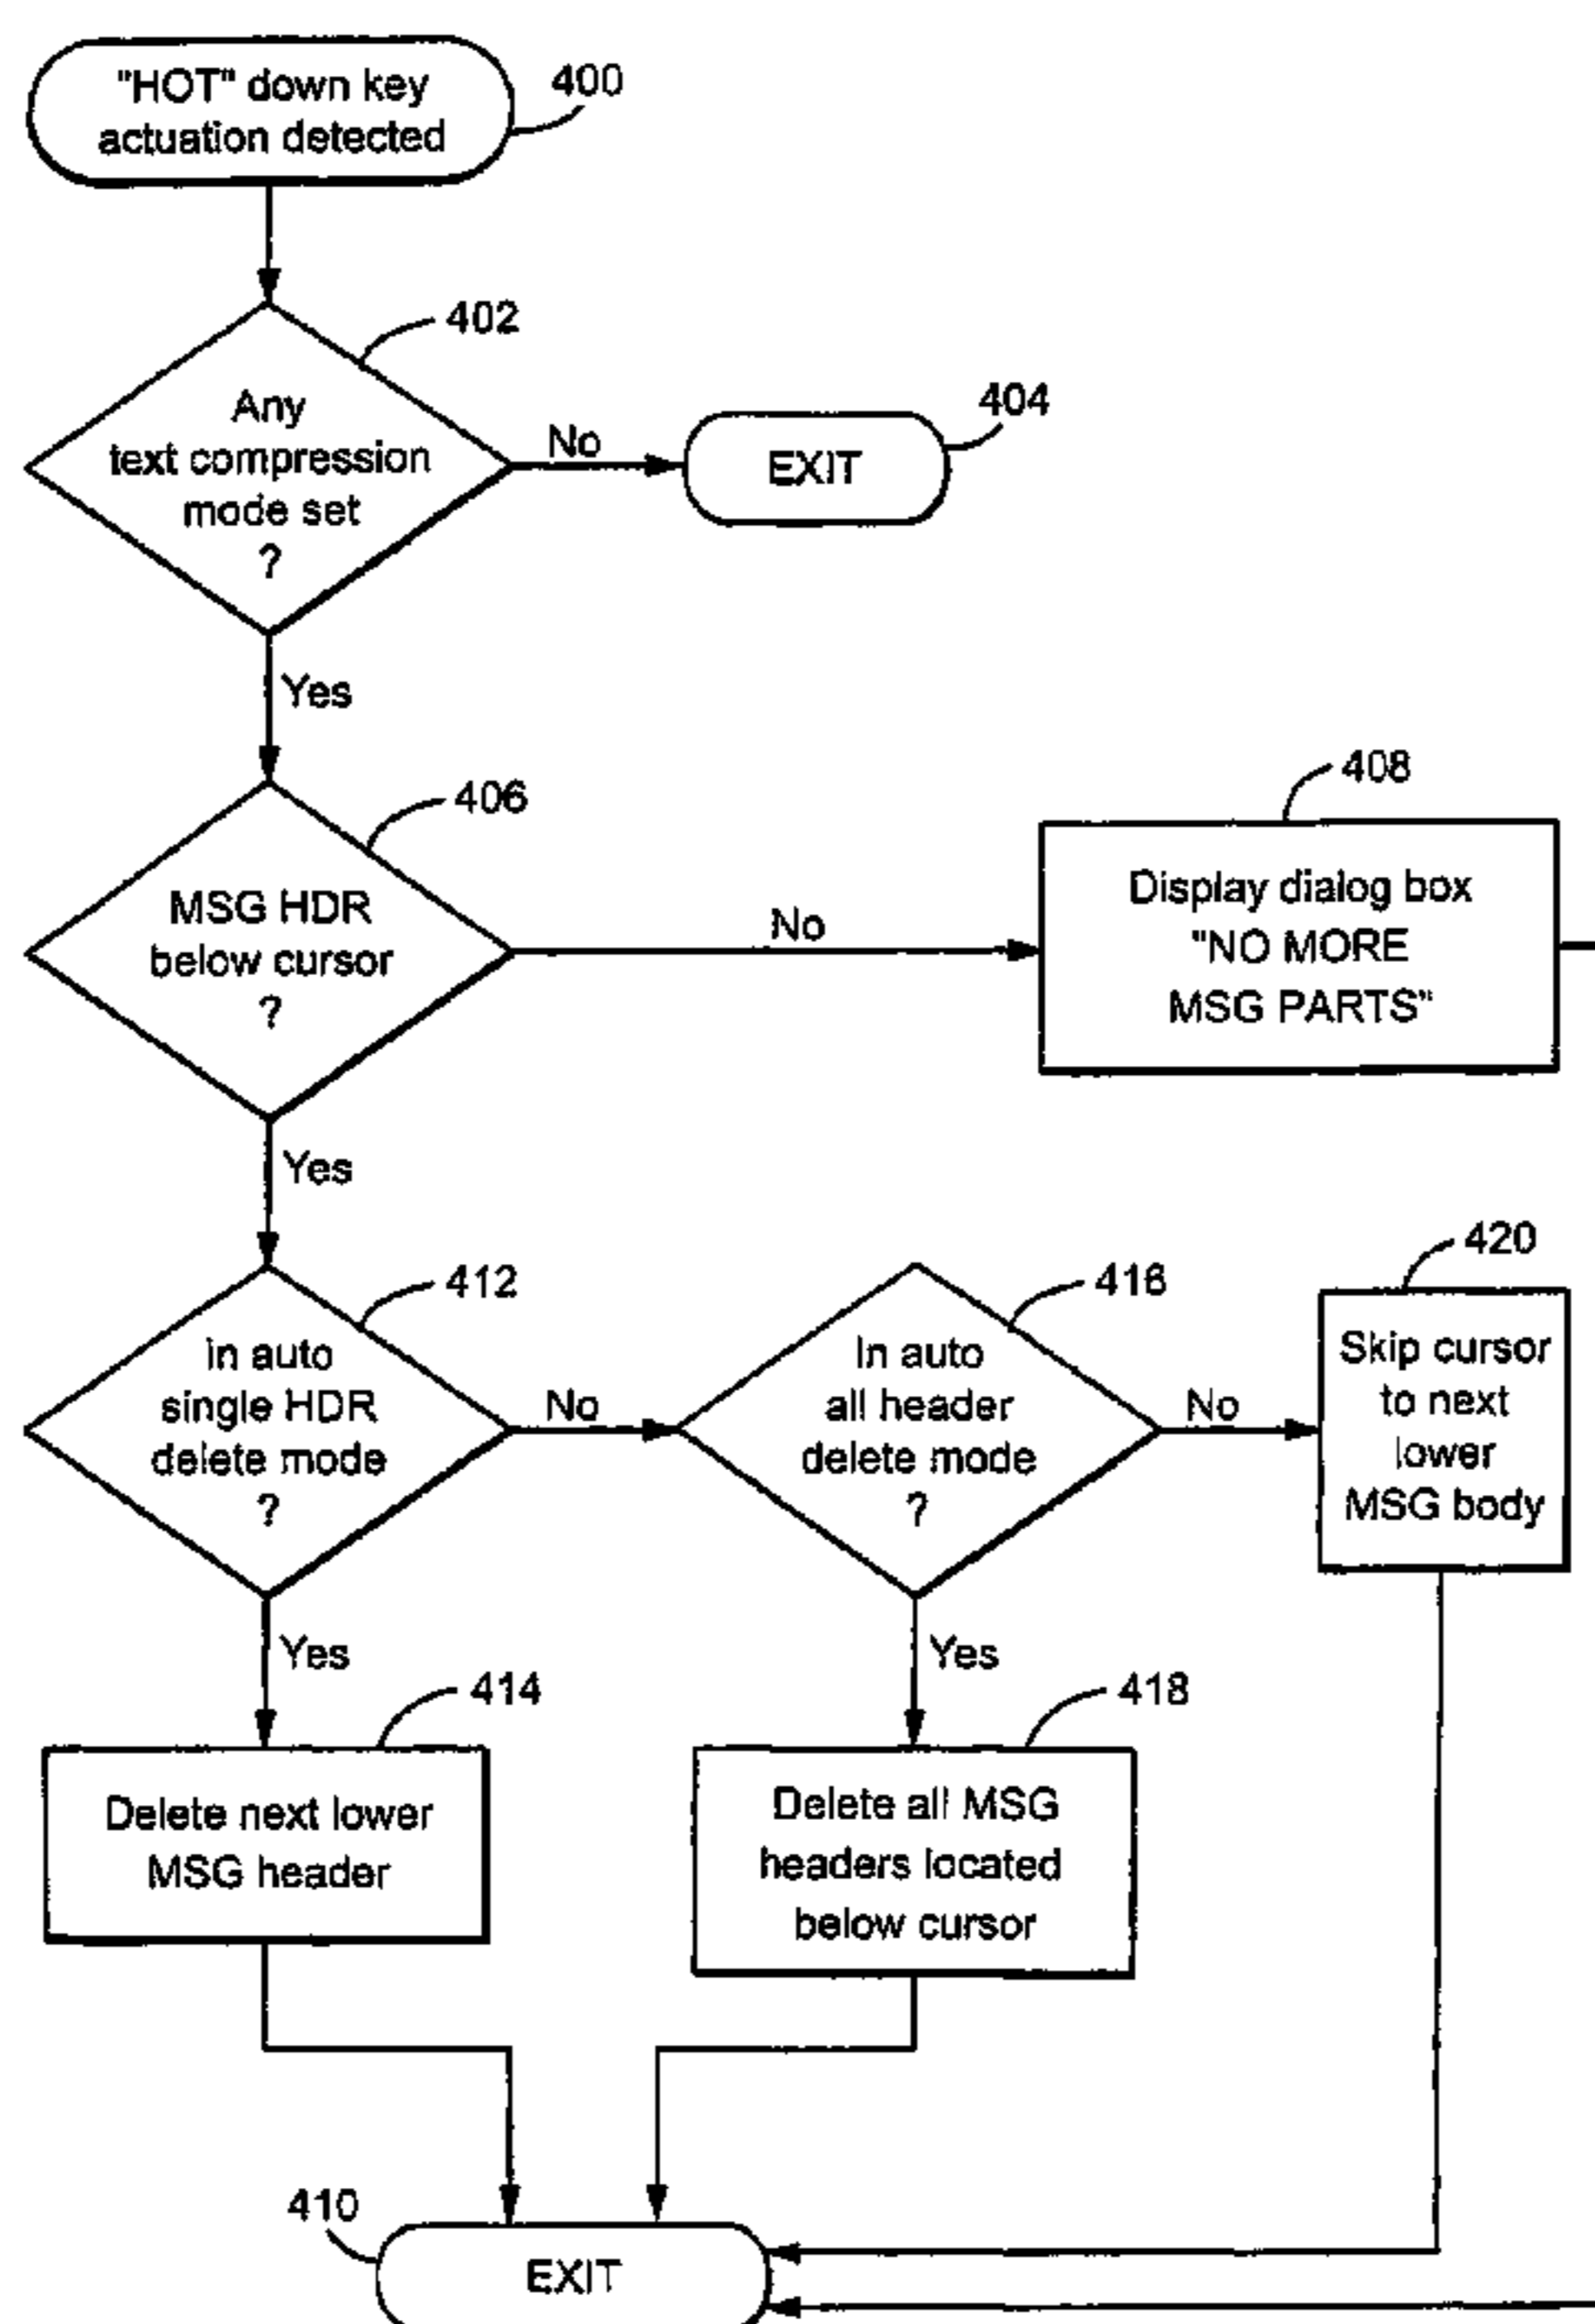 "HOT" down key
actuation detected
400
402
Any
text compression
mode set
?
No
404
EXIT
Yes
406
MSG HDR
below cursor
?
No
408
Display dialog box
"NO MORE
MSG PARTS"
Yes
412
In auto
single HDR
delete mode
?
No
416
In auto
all header
delete mode
?
No
420
Skip cursor
to next
lower
MSG body
Yes
414
Delete next lower
MSG header
Yes
418
Delete all MSG
headers located
below cursor
410
EXIT